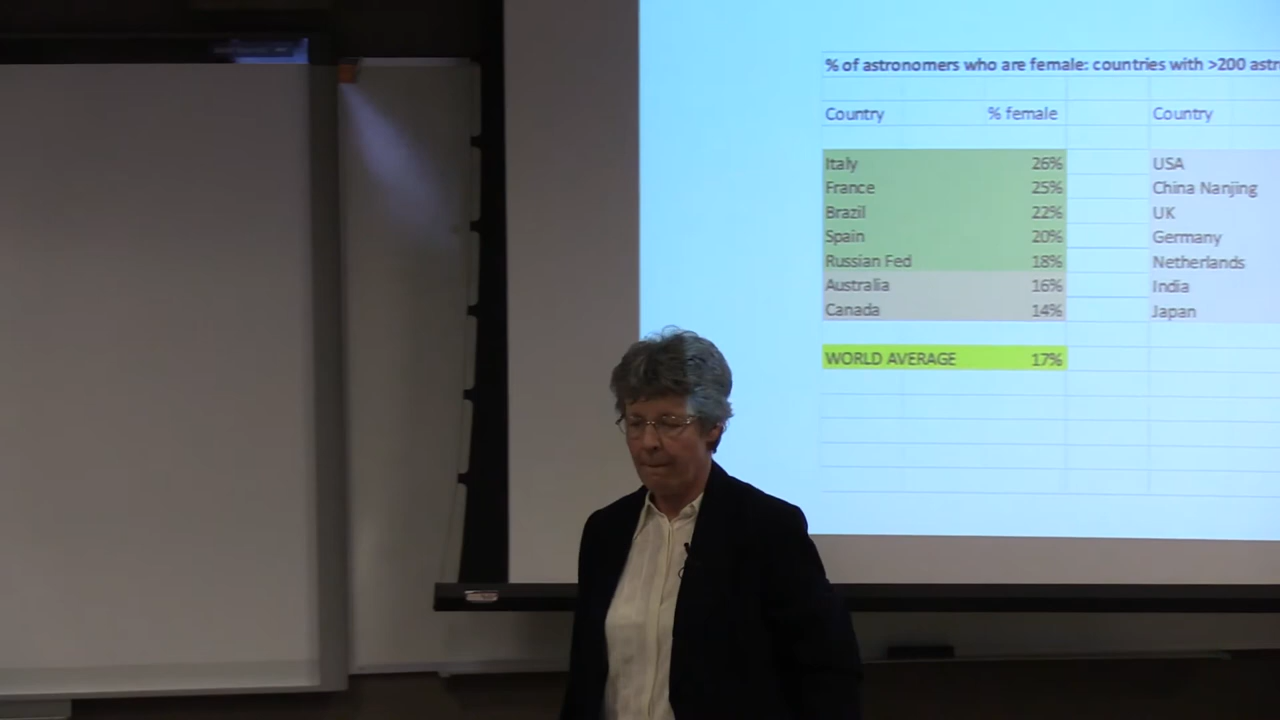 % of astronomers who are female: countries with >200 astr
Country % female Country
Italy 26% USA
France 25% China Nanjing
Brazil 22% UK
Spain 20% Germany
Russian Fed 18% Netherlands
Australia 16% India
Canada 14% Japan
WORLD AVERAGE 17%